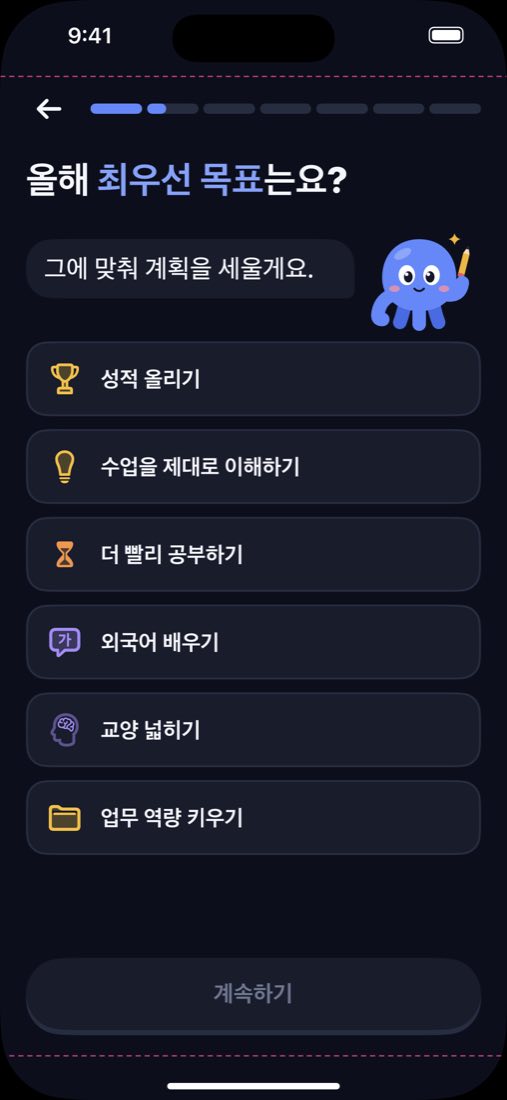 9:41
올해 최우선 목표는요?
그에 맞춰 계획을 세울게요.
성적 올리기
수업을 제대로 이해하기
더 빨리 공부하기
가
외국어 배우기
교양 넓히기
업무 역량 키우기
계속하기